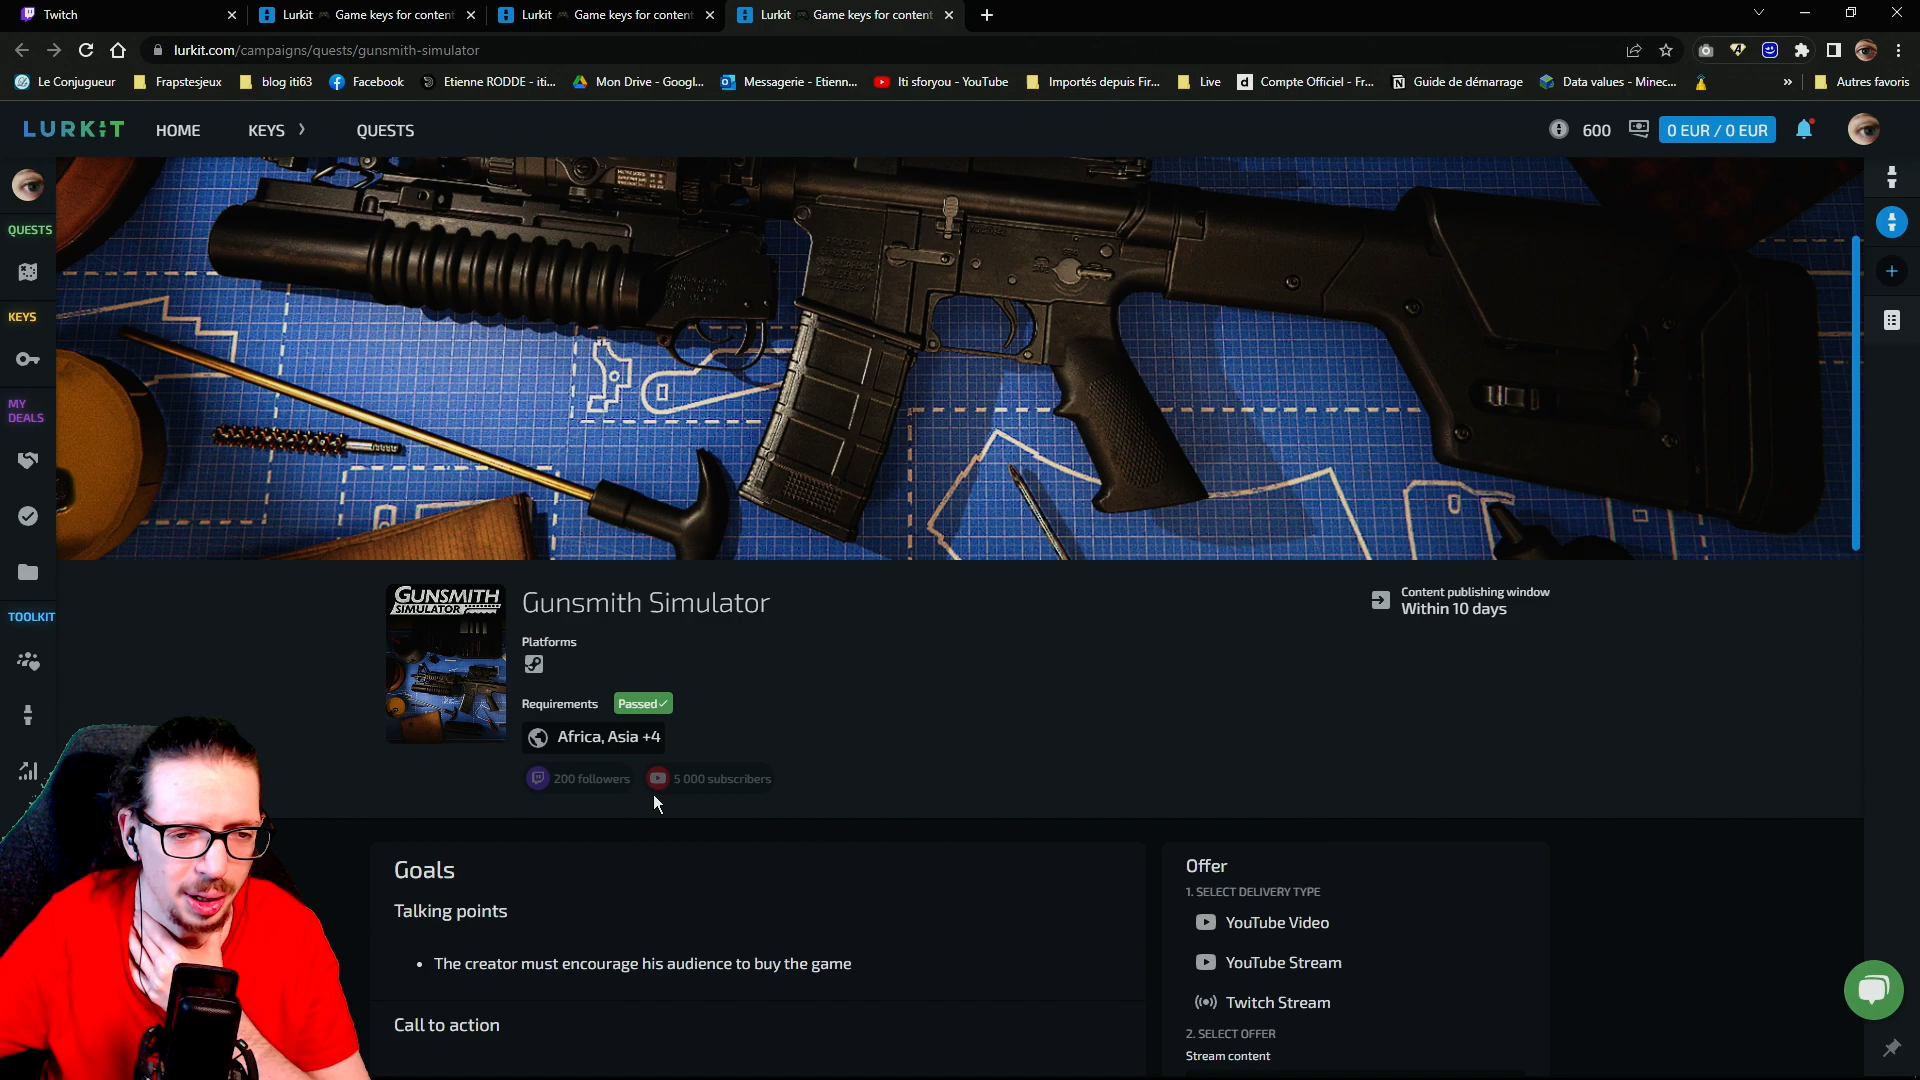 Twitch
Lurkit 🎮 Game keys for content
Lurkit 🎮 Game keys for content
Lurkit 🎮 Game keys for content
lurkit.com/campaigns/quests/gunsmith-simulator
Le Conjugueur
Frapstesjeux
blog iti63
Facebook
Etienne RODDE - iti...
Mon Drive - Googl...
Messagerie - Etienn...
Iti sforyou - YouTube
Importés depuis Fir...
Live
Compte Officiel - Fr...
Guide de démarrage
Data values - Minec...
»
Autres favoris
LURKIT
HOME
KEYS
QUESTS
600
0 EUR / 0 EUR
QUESTS
KEYS
MY
DEALS
TOOLKIT
GUNSMITH
SIMULATOR
Gunsmith Simulator
Content publishing window
Within 10 days
Platforms
Requirements
Passed✓
Africa, Asia +4
200 followers
5 000 subscribers
Goals
Talking points
• The creator must encourage his audience to buy the game
Call to action
Offer
1. SELECT DELIVERY TYPE
YouTube Video
YouTube Stream
Twitch Stream
2. SELECT OFFER
Stream content